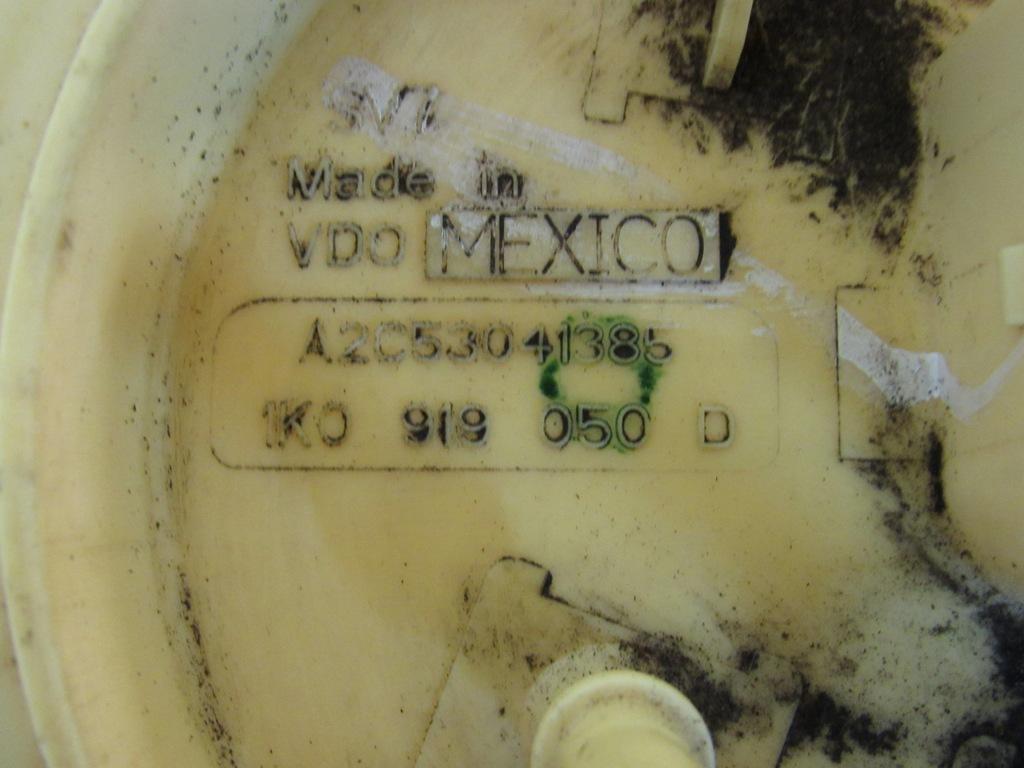 Made in
VDO MEXICO
A2C53041385
1K0 919 050 D